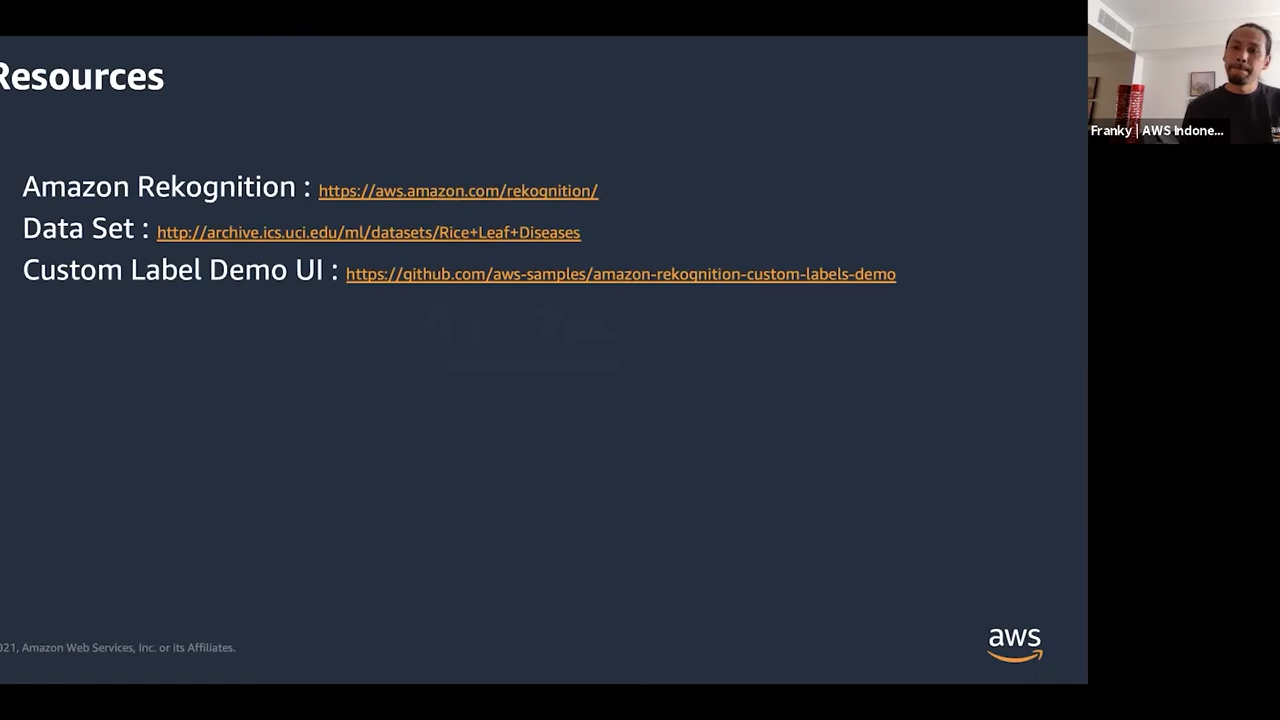 Resources
Amazon Rekognition : https://aws.amazon.com/rekognition/
Data Set : http://archive.ics.uci.edu/ml/datasets/Rice+Leaf+Diseases
Custom Label Demo UI : https://github.com/aws-samples/amazon-rekognition-custom-labels-demo
021, Amazon Web Services, Inc. or its Affiliates.
aws
Franky | AWS Indone...